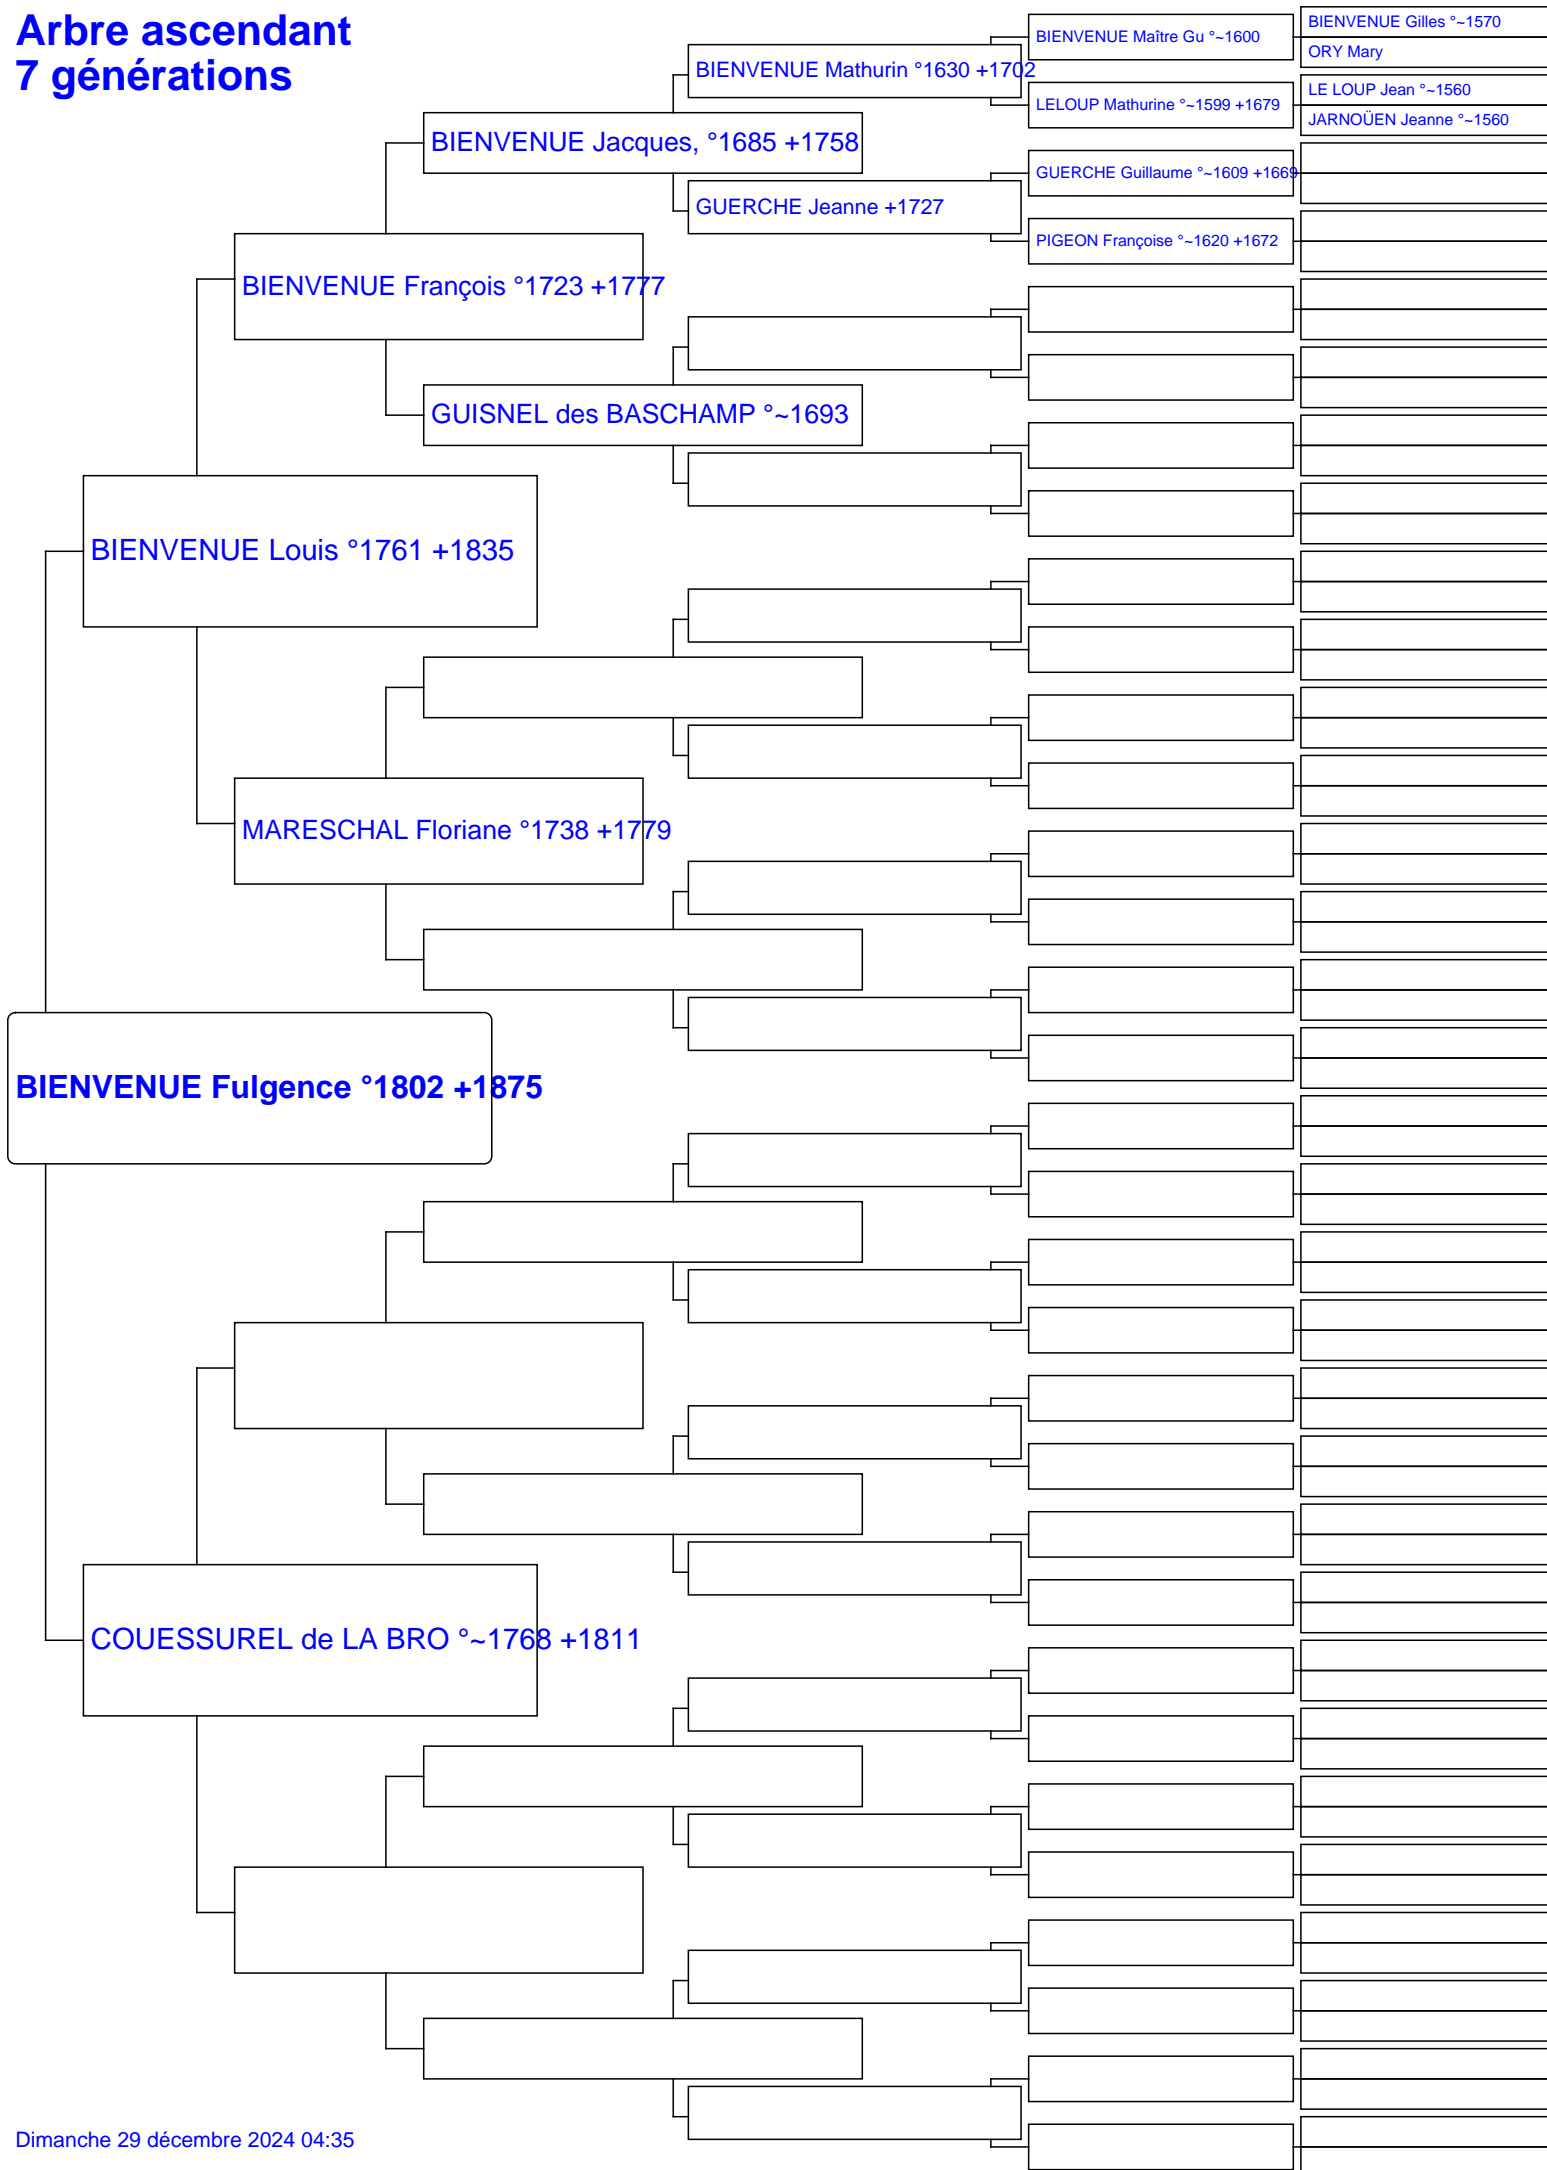 Arbre ascendant
7 générations
BIENVENUE Gilles °~1570
BIENVENUE Maître Gu °~1600
ORY Mary
BIENVENUE Mathurin °1630 +1702
LE LOUP Jean °~1560
LELOUP Mathurine °~1599 +1679
JARNOÜEN Jeanne °~1560
BIENVENUE Jacques, °1685 +1758
GUERCHE Guillaume °~1609 +1669
GUERCHE Jeanne +1727
PIGEON Françoise °~1620 +1672
BIENVENUE François °1723 +1777
GUISNEL des BASCHAMP °~1693
BIENVENUE Louis °1761 +1835
MARESCHAL Floriane °1738 +1779
BIENVENUE Fulgence °1802 +1875
COUESSUREL de LA BRO °~1768 +1811
Dimanche 29 décembre 2024 04:35